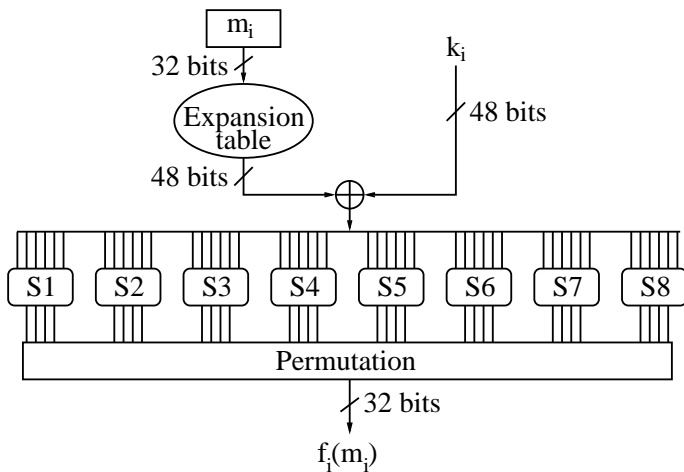 m_i
k_i
32 bits
Expansion
table
48 bits
48 bits
S1 S2 S3 S4 S5 S6 S7 S8
Permutation
32 bits
f_i(m_i)